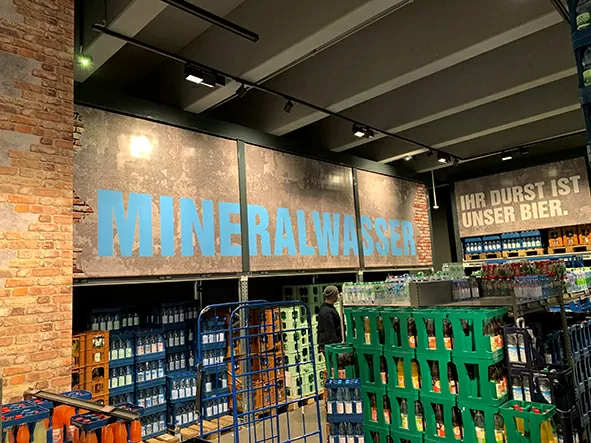 MINERALWASSER
IHR DURST IST
UNSER BIER.